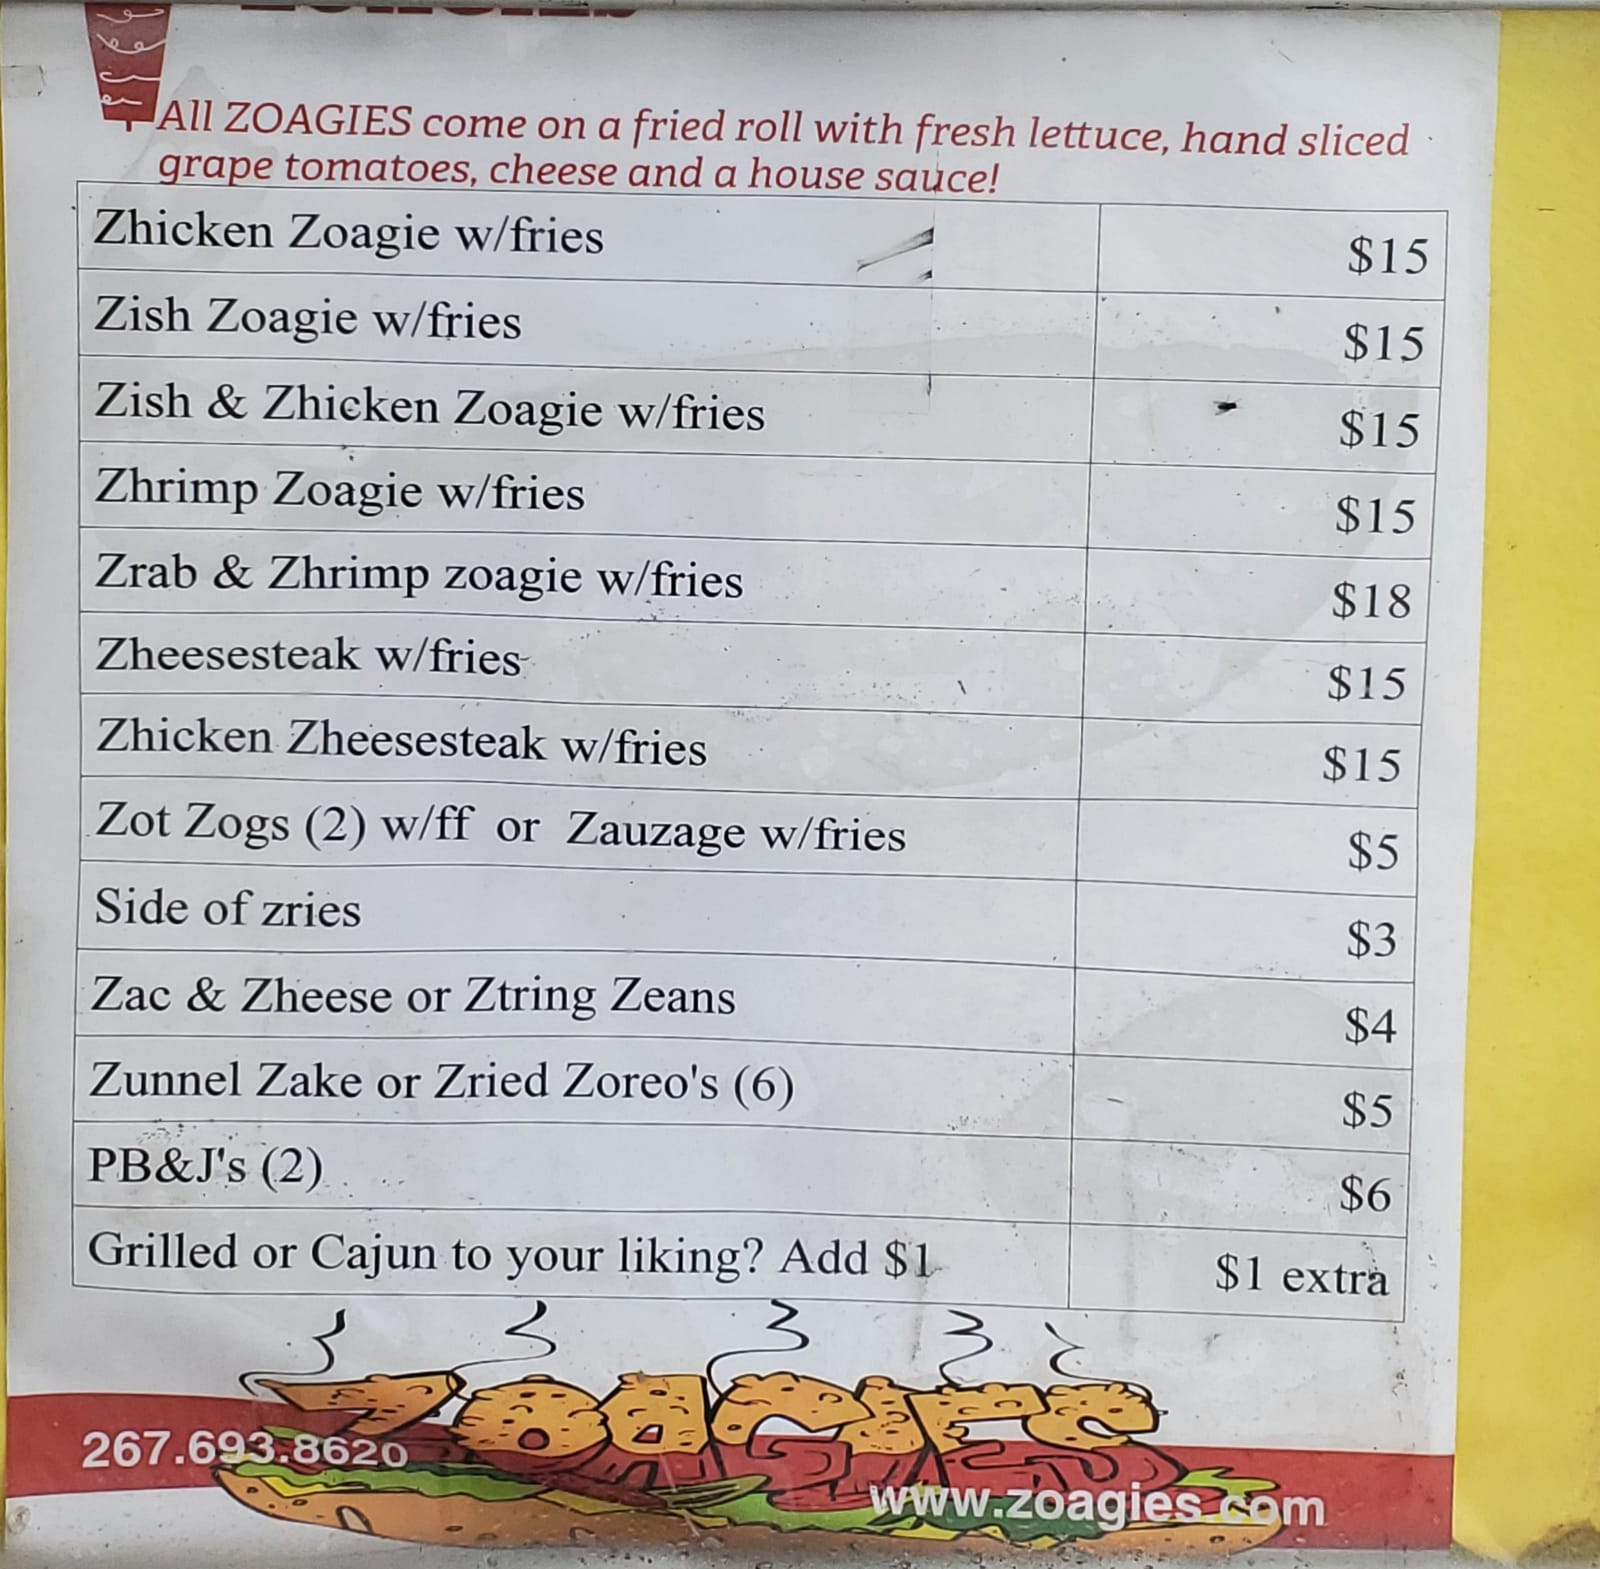 All ZOAGIES come on a fried roll with fresh lettuce, hand sliced
grape tomatoes, cheese and a house sauce!
Zhicken Zoagie w/fries $15
Zish Zoagie w/fries $15
Zish & Zhicken Zoagie w/fries $15
Zhrimp Zoagie w/fries $15
Zrab & Zhrimp zoagie w/fries $18
Zheesesteak w/fries $15
Zhicken Zheesesteak w/fries $15
Zot Zogs (2) w/ff or Zauzage w/fries $5
Side of zries $3
Zac & Zheese or Ztring Zeans $4
Zunnel Zake or Zried Zoreo's (6) $5
PB&J's (2) $6
Grilled or Cajun to your liking? Add $1 $1 extra
ZOAGIES
267.693.8620
www.zoagies.com